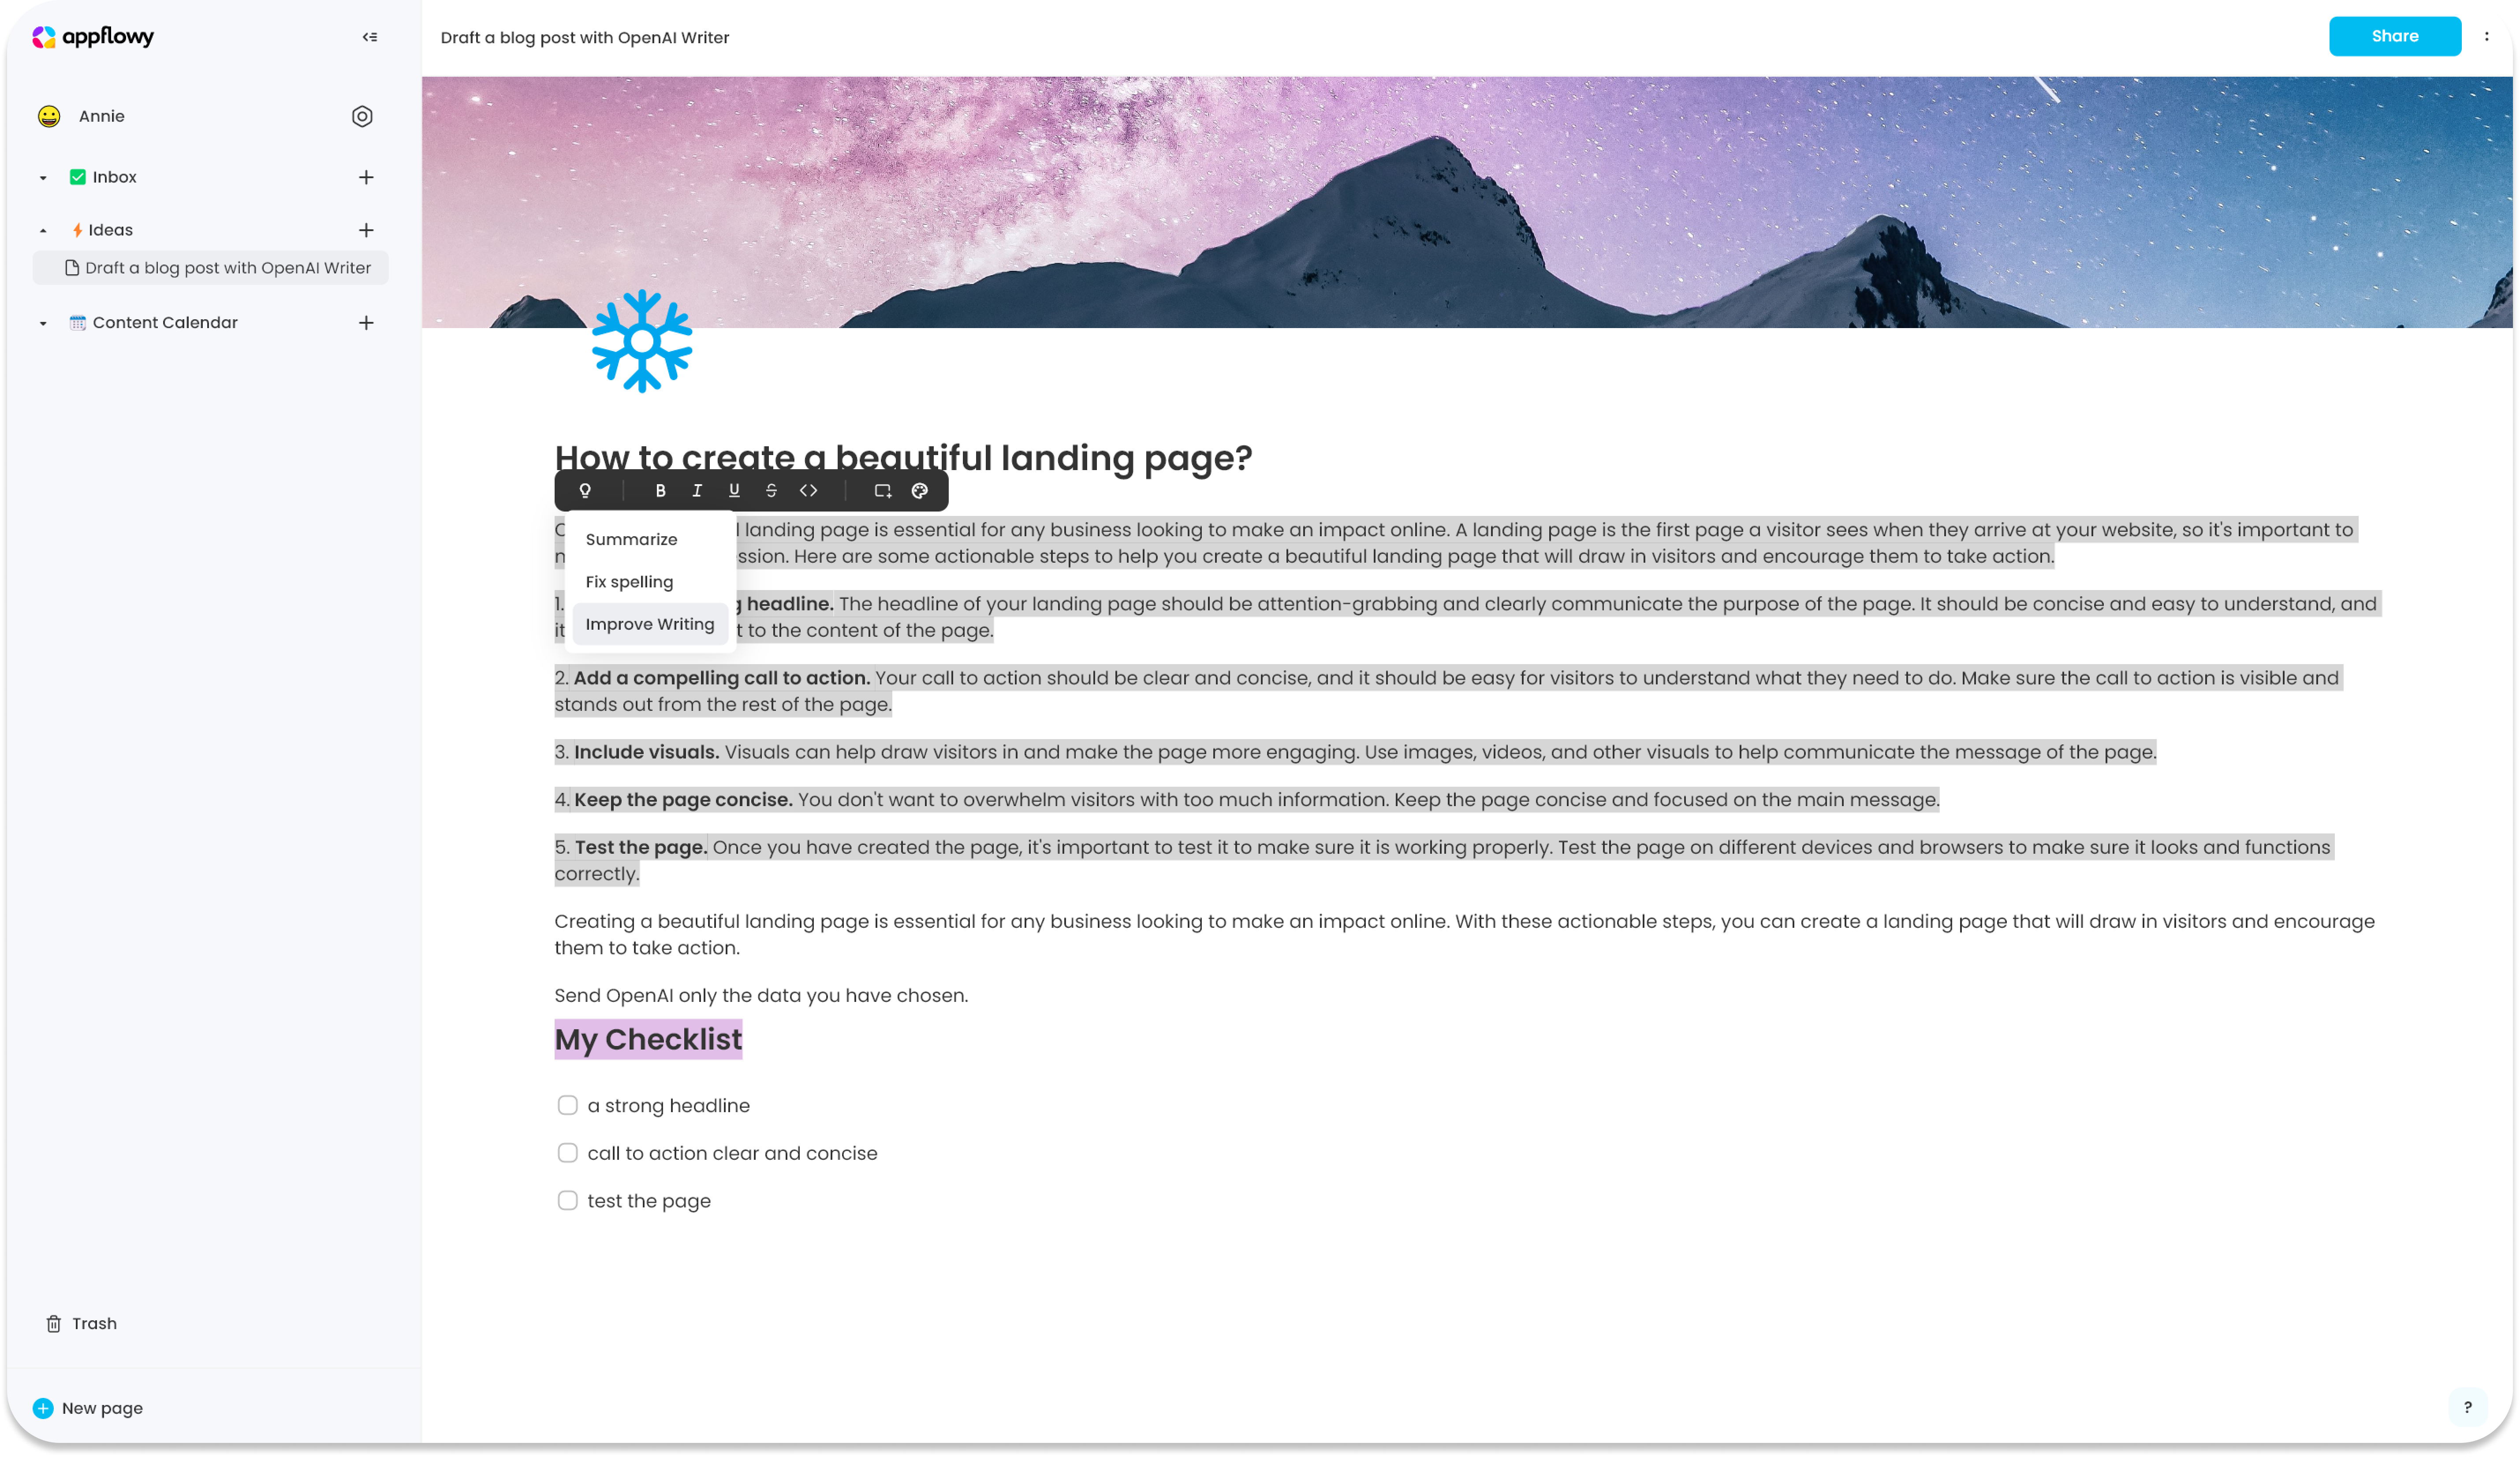 appflowy
Annie
Inbox
Ideas
Draft a blog post with OpenAI Writer
Content Calendar
Trash
New page
Draft a blog post with OpenAI Writer
Share
How to create a beautiful landing page?
B I U S <>
Summarize
Fix spelling
Improve Writing
landing page is essential for any business looking to make an impact online. A landing page is the first page a visitor sees when they arrive at your website, so it's important to
Here are some actionable steps to help you create a beautiful landing page that will draw in visitors and encourage them to take action.
1. headline. The headline of your landing page should be attention-grabbing and clearly communicate the purpose of the page. It should be concise and easy to understand, and
it to the content of the page.
2. Add a compelling call to action. Your call to action should be clear and concise, and it should be easy for visitors to understand what they need to do. Make sure the call to action is visible and
stands out from the rest of the page.
3. Include visuals. Visuals can help draw visitors in and make the page more engaging. Use images, videos, and other visuals to help communicate the message of the page.
4. Keep the page concise. You don't want to overwhelm visitors with too much information. Keep the page concise and focused on the main message.
5. Test the page. Once you have created the page, it's important to test it to make sure it is working properly. Test the page on different devices and browsers to make sure it looks and functions
correctly.
Creating a beautiful landing page is essential for any business looking to make an impact online. With these actionable steps, you can create a landing page that will draw in visitors and encourage
them to take action.
Send OpenAI only the data you have chosen.
My Checklist
a strong headline
call to action clear and concise
test the page
?